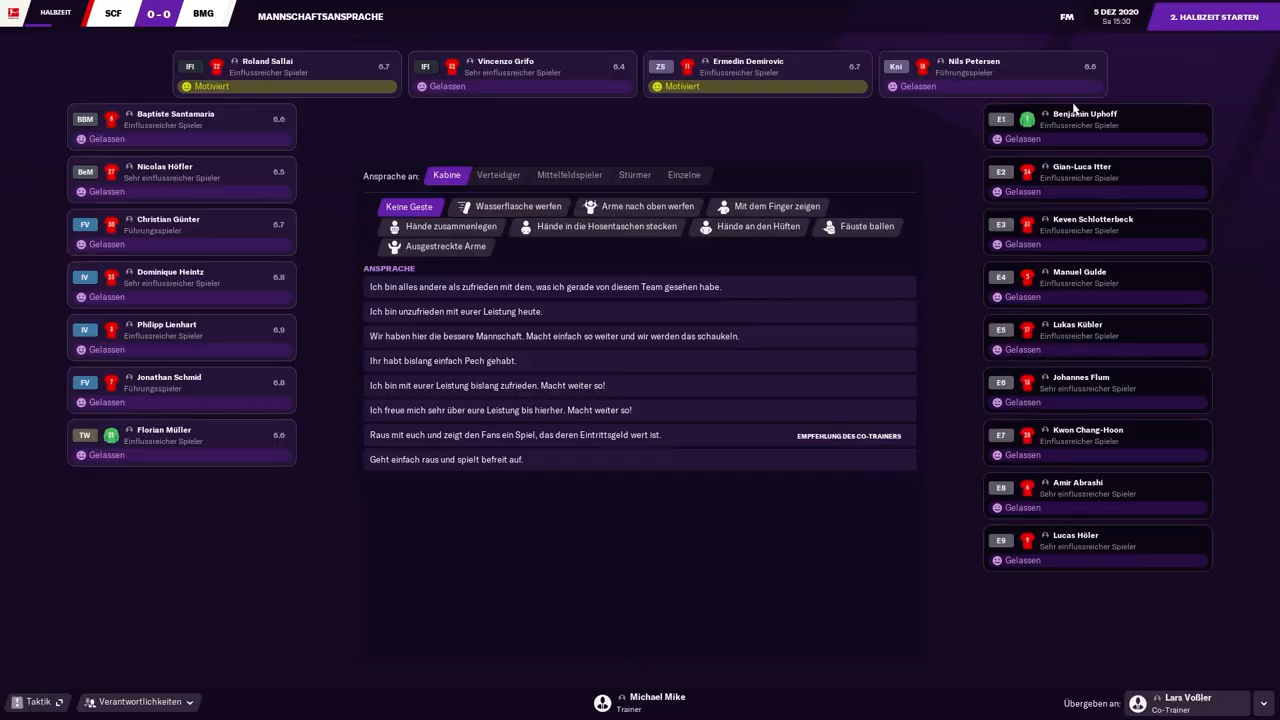 HALBZEIT SCF 0 - 0 BMG MANNSCHAFTSANSPRACHE FM 5 DEZ 2020 2. HALBZEIT STARTEN
Sa 15:30
IFI 22 Roland Sallai 6.7
Einflussreicher Spieler
Motiviert
IFI 32 Vincenzo Grifo 6.4
Sehr einflussreicher Spieler
Gelassen
ZS 11 Ermedin Demirovic 6.7
Einflussreicher Spieler
Motiviert
Kni 18 Nils Petersen 6.6
Führungsspieler
Gelassen
BBM 8 Baptiste Santamaria 6.6
Einflussreicher Spieler
Gelassen
BeM 27 Nicolas Höfler 6.5
Sehr einflussreicher Spieler
Gelassen
FV 30 Christian Günter 6.7
Führungsspieler
Gelassen
IV 23 Dominique Heintz 6.8
Sehr einflussreicher Spieler
Gelassen
IV Philipp Lienhart 6.9
Einflussreicher Spieler
Gelassen
FV 7 Jonathan Schmid 6.8
Führungsspieler
Gelassen
TW 21 Florian Müller 6.6
Einflussreicher Spieler
Gelassen
Ansprache an: Kabine Verteidiger Mittelfeldspieler Stürmer Einzelne
Keine Geste Wasserflasche werfen Arme nach oben werfen Mit dem Finger zeigen
Hände zusammenlegen Hände in die Hosentaschen stecken Hände an den Hüften Fäuste ballen
Ausgestreckte Arme
ANSPRACHE
Ich bin alles andere als zufrieden mit dem, was ich gerade von diesem Team gesehen habe.
Ich bin unzufrieden mit eurer Leistung heute.
Wir haben hier die bessere Mannschaft. Macht einfach so weiter und wir werden das schaukeln.
Ihr habt bislang einfach Pech gehabt.
Ich bin mit eurer Leistung bislang zufrieden. Macht weiter so!
Ich freue mich sehr über eure Leistung bis hierher. Macht weiter so!
Raus mit euch und zeigt den Fans ein Spiel, das deren Eintrittsgeld wert ist. EMPFEHLUNG DES CO-TRAINERS
Geht einfach raus und spielt befreit auf.
E1 1 Benjamin Uphoff
Einflussreicher Spieler
Gelassen
E2 24 Gian-Luca Itter
Einflussreicher Spieler
Gelassen
E3 31 Keven Schlotterbeck
Einflussreicher Spieler
Gelassen
E4 5 Manuel Gulde
Einflussreicher Spieler
Gelassen
E5 17 Lukas Kübler
Einflussreicher Spieler
Gelassen
E6 Johannes Flum
Sehr einflussreicher Spieler
Gelassen
E7 28 Kwon Chang-Hoon
Einflussreicher Spieler
Gelassen
E8 6 Amir Abrashi
Sehr einflussreicher Spieler
Gelassen
E9 9 Lucas Höler
Sehr einflussreicher Spieler
Gelassen
Taktik Verantwortlichkeiten Michael Mike Übergeben an: Lars Voßler
Trainer Co-Trainer